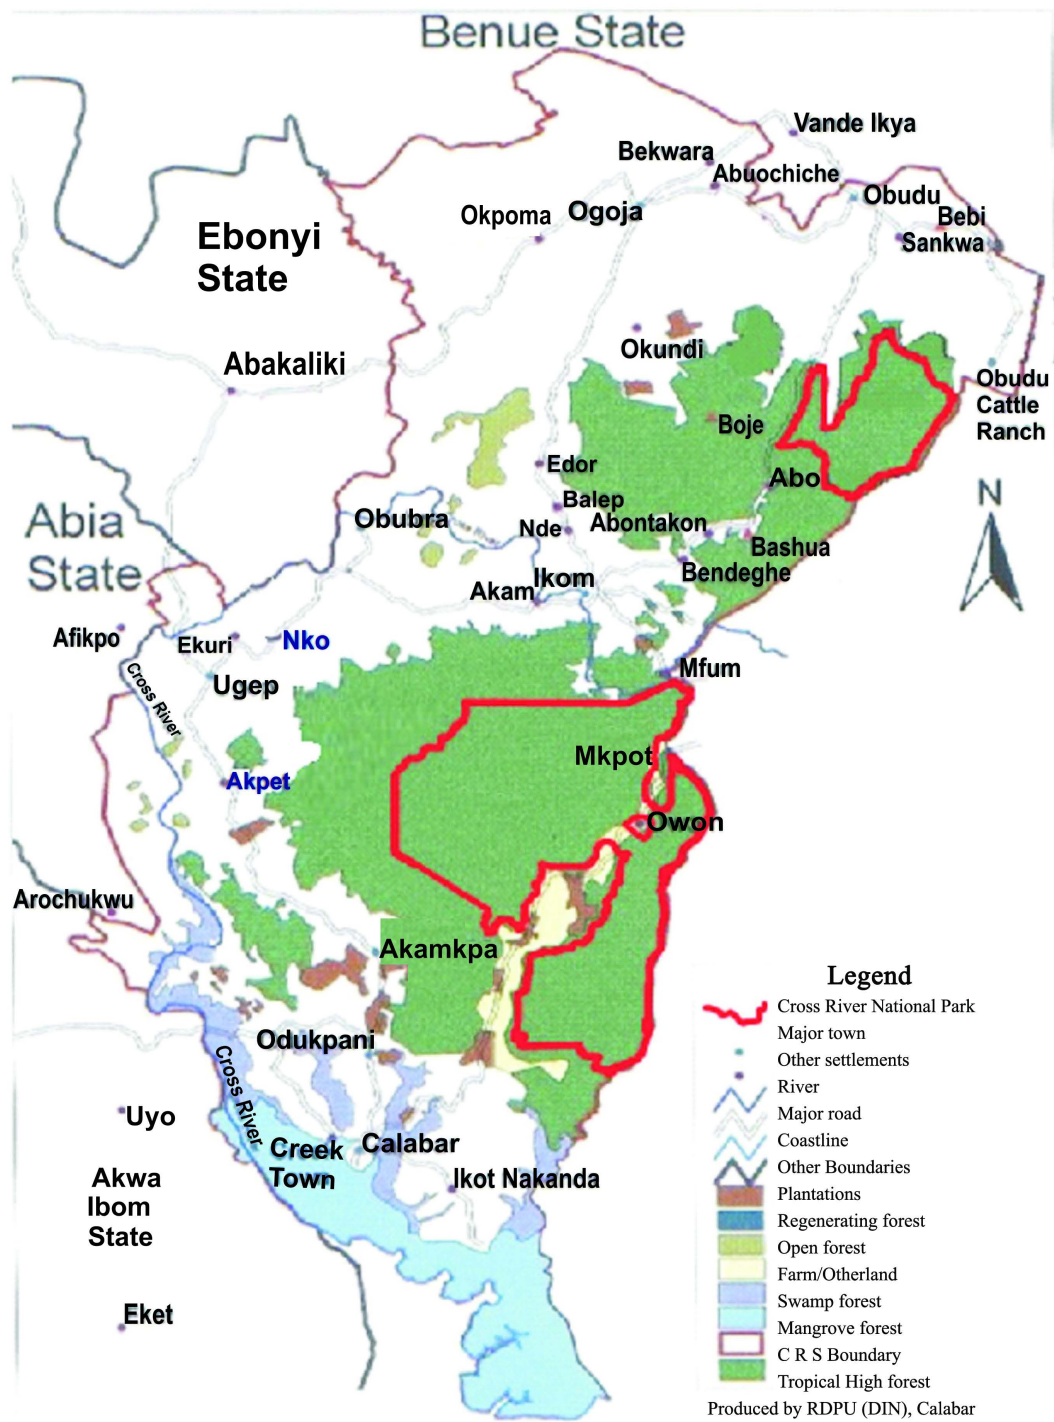 Benue State
Vande Ikya
Bekwara
Abuochiche
Obudu
Okpoma
Ogoja
Bebi
Sankwa
Ebonyi
State
Okundi
Abakaliki
Obudu
Cattle
Ranch
Boje
Edor
Abo
Balep
N
Abia
State
Obubra
Nde
Abontakon
Bashua
Ikom
Bendeghe
Akam
Afikpo
Ekuri
Nko
Mfum
Ugep
Cross River
Mkpot
Akpet
Owon
Arochukwu
Akamkpa
Odukpani
Cross River
Uyo
Creek
Town
Calabar
Ikot Nakanda
Akwa
Ibom
State
Eket
Legend
Cross River National Park
Major town
Other settlements
River
Major road
Coastline
Other Boundaries
Plantations
Regenerating forest
Open forest
Farm/Otherland
Swamp forest
Mangrove forest
C R S Boundary
Tropical High forest
Produced by RDPU (DIN), Calabar